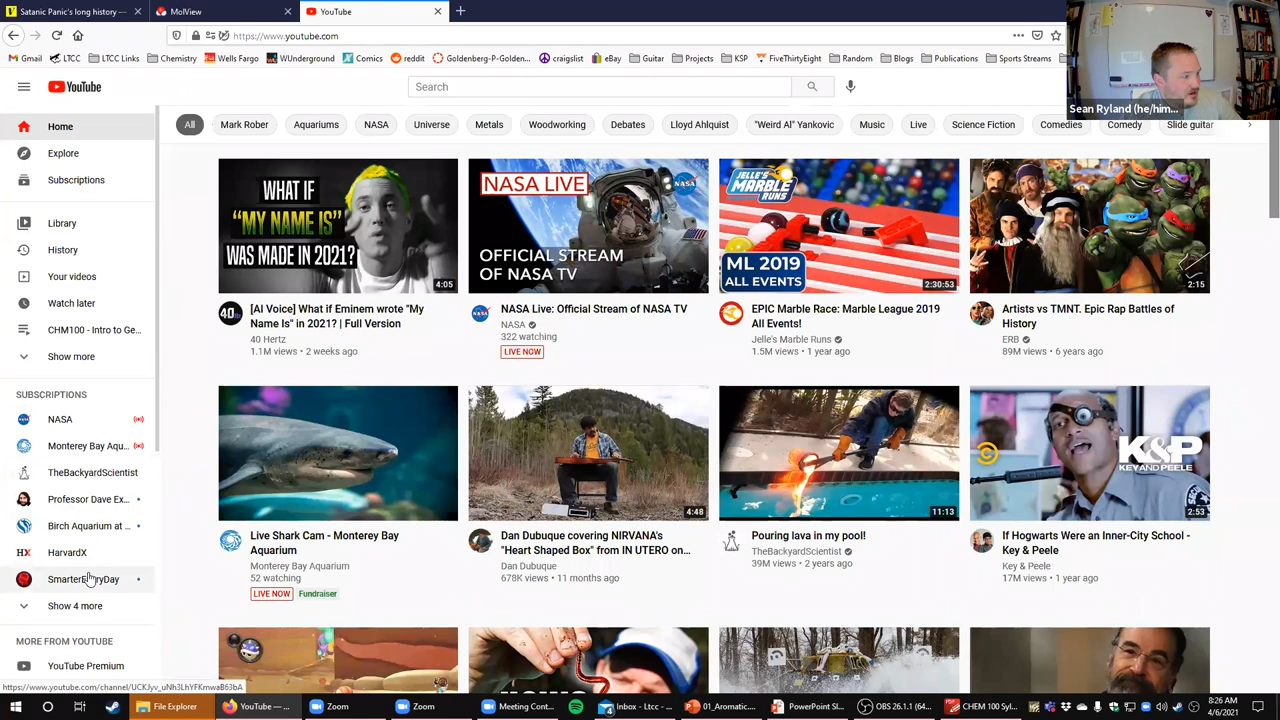 Satanic Panic's long history —
MolView
YouTube
https://www.youtube.com
Gmail
LTCC
LTCC Links
Chemistry
Wells Fargo
WUnderground
Comics
reddit
Goldenberg-P-Golden...
craigslist
eBay
Guitar
Projects
KSP
FiveThirtyEight
Random
Blogs
Publications
Sports Streams
Sean Ryland (he/him...
YouTube
Search
Home
Explore
Subscriptions
Library
History
Your videos
Watch later
CHM100 - Intro to Ge...
Show more
SUBSCRIPTIONS
NASA
Monterey Bay Aqu...
TheBackyardScientist
Professor Dave Ex...
Birch Aquarium at ...
HarvardX
SmarterEveryDay
Show 4 more
MORE FROM YOUTUBE
YouTube Premium
https://www.youtube.com/channel/UCKJyv_uNh3LhYFKmwaB63bA
All
Mark Rober
Aquariums
NASA
Universe
Metals
Woodworking
Debates
Lloyd Ahlquist
"Weird Al" Yankovic
Music
Live
Science Fiction
Comedies
Comedy
Slide guitar
WHAT IF
"MY NAME IS"
WAS MADE IN 2021?
4:05
[AI Voice] What if Eminem wrote "My
Name Is" in 2021? | Full Version
40 Hertz
1.1M views • 2 weeks ago
NASA LIVE
OFFICIAL STREAM
OF NASA TV
NASA Live: Official Stream of NASA TV
NASA
322 watching
LIVE NOW
JELLE'S
MARBLE
RUNS
ML 2019
ALL EVENTS
2:30:53
EPIC Marble Race: Marble League 2019
All Events!
Jelle's Marble Runs
1.5M views • 1 year ago
2:15
Artists vs TMNT. Epic Rap Battles of
History
ERB
89M views • 6 years ago
Live Shark Cam - Monterey Bay
Aquarium
Monterey Bay Aquarium
52 watching
LIVE NOW
Fundraiser
4:48
Dan Dubuque covering NIRVANA's
"Heart Shaped Box" from IN UTERO on...
Dan Dubuque
678K views • 11 months ago
11:13
Pouring lava in my pool!
TheBackyardScientist
39M views • 2 years ago
K&P
KEY AND PEELE
2:53
If Hogwarts Were an Inner-City School -
Key & Peele
Key & Peele
17M views • 1 year ago
File Explorer
YouTube — ...
Zoom
Zoom
Meeting Cont...
Inbox - Ltcc - ...
01_Aromatic...
PowerPoint Sl...
OBS 26.1.1 (64...
CHEM 100 Syl...
8:26 AM
4/6/2021